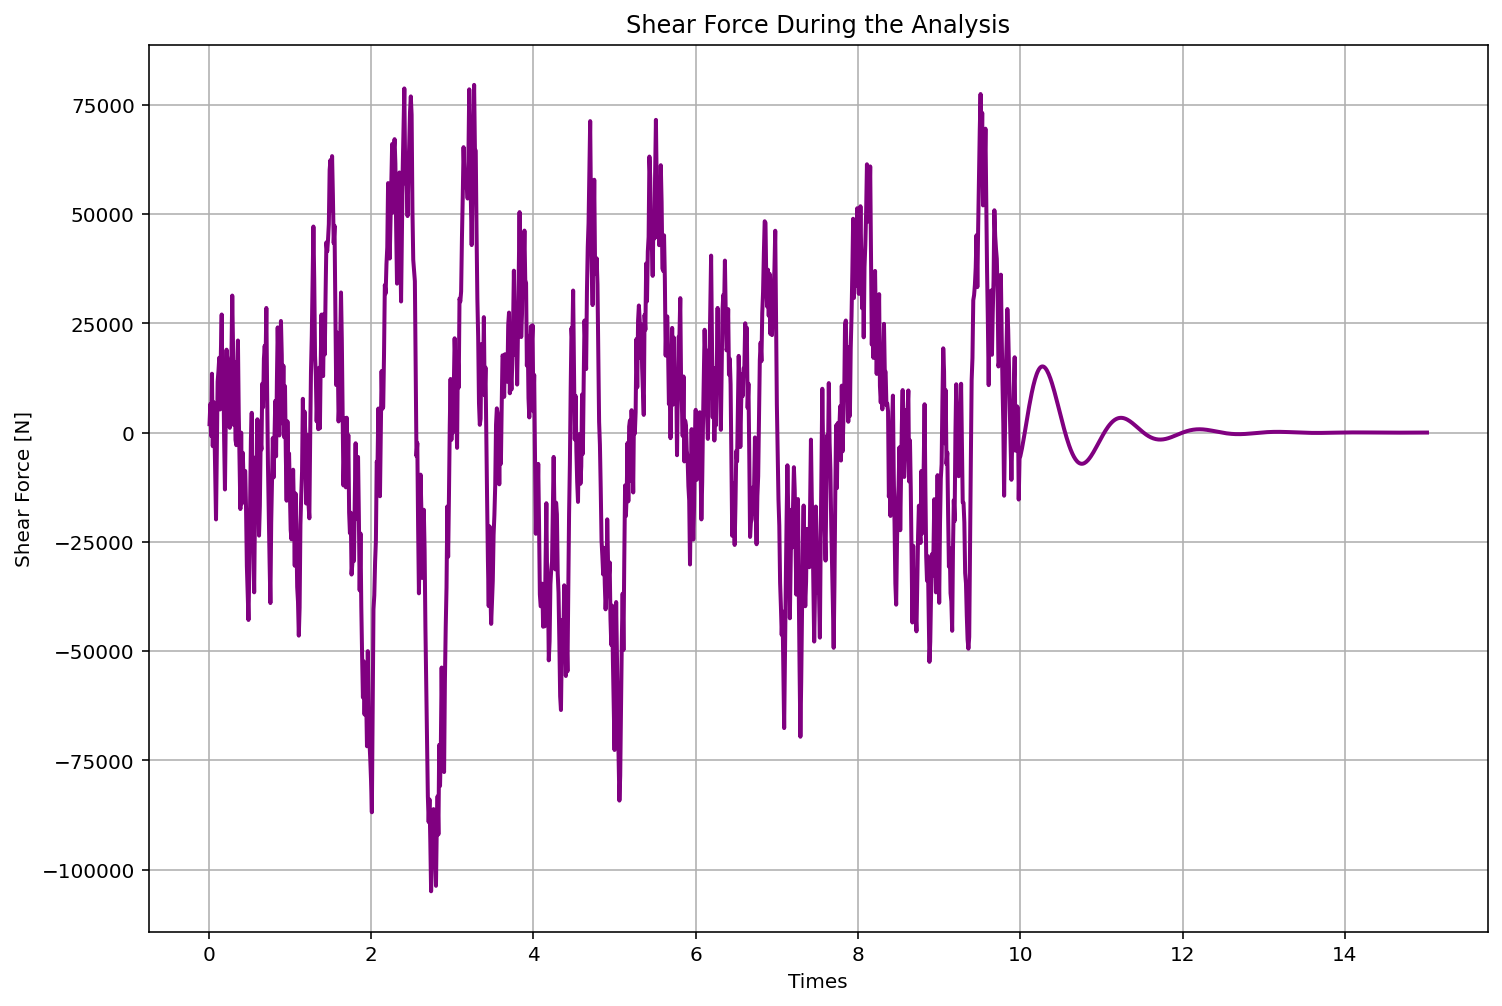 Shear Force During the Analysis
Shear Force [N]
75000
50000
25000
0
−25000
−50000
−75000
−100000
0 2 4 6 8 10 12 14
Times